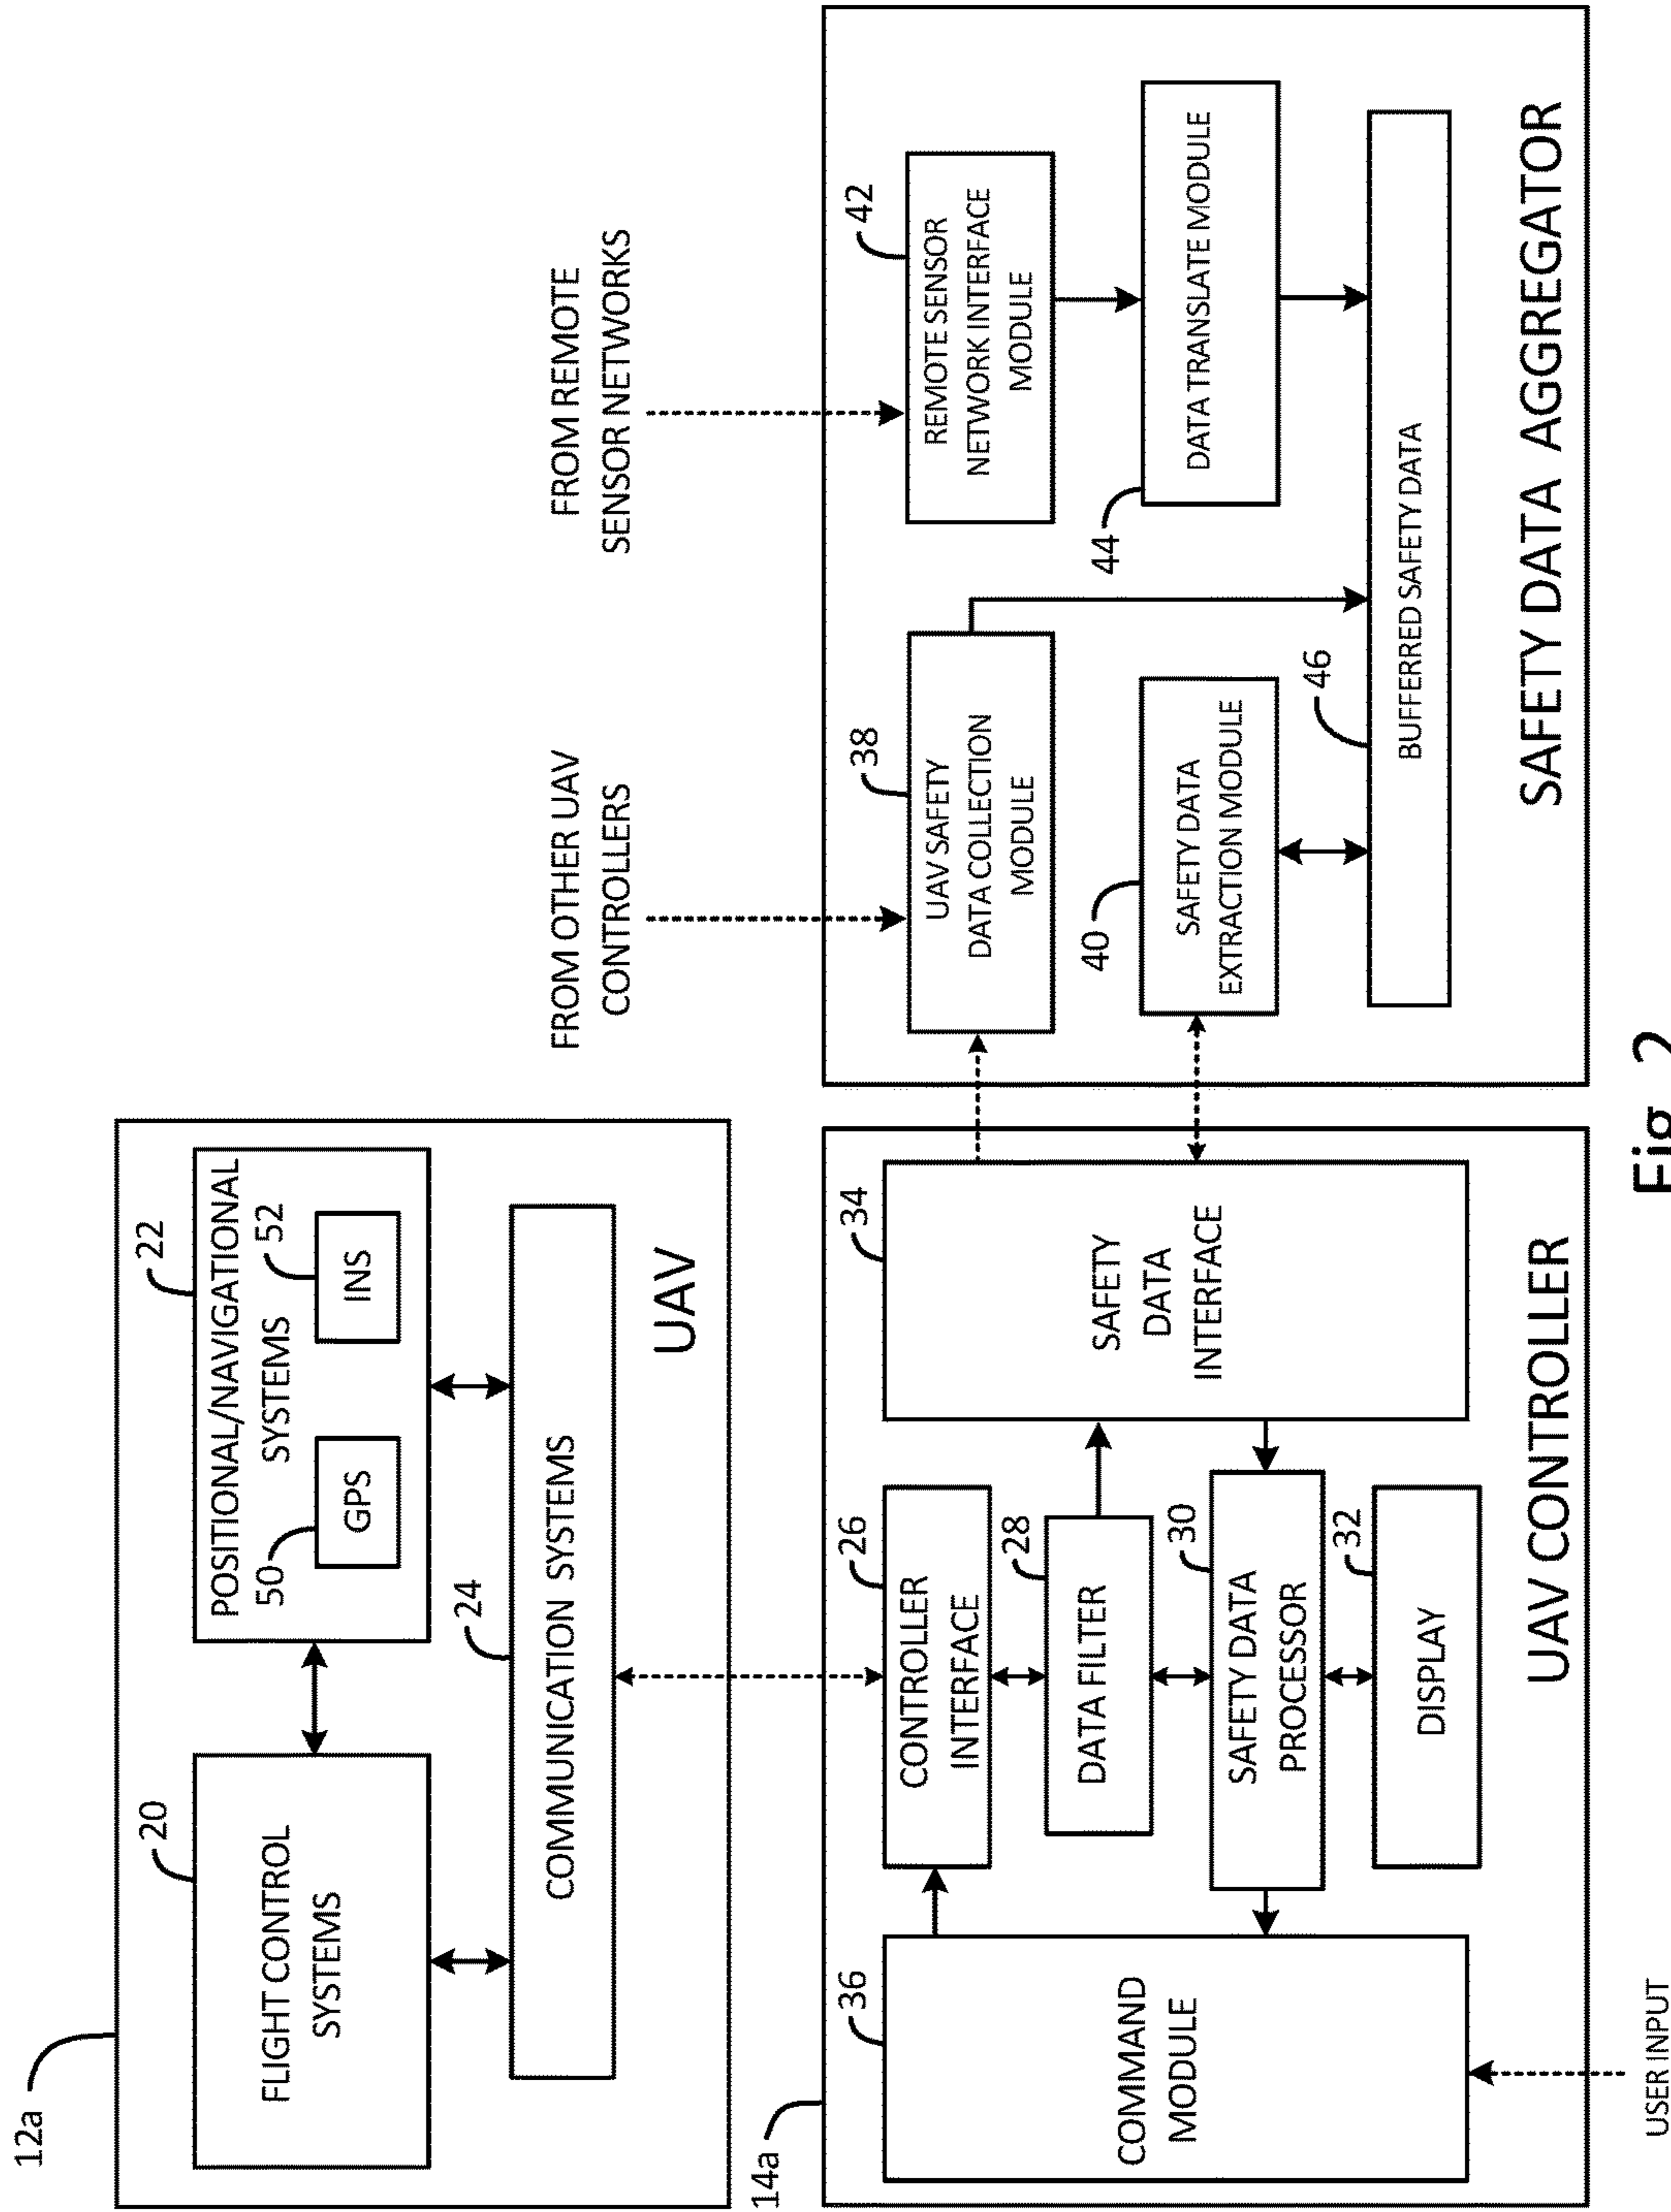 12a
20
FLIGHT CONTROL
SYSTEMS
22
POSITIONAL/NAVIGATIONAL
SYSTEMS
50
GPS
52
INS
24
COMMUNICATION SYSTEMS
UAV
FROM OTHER UAV
CONTROLLERS
FROM REMOTE
SENSOR NETWORKS
14a
36
COMMAND
MODULE
26
CONTROLLER
INTERFACE
28
DATA FILTER
30
SAFETY DATA
PROCESSOR
32
DISPLAY
34
SAFETY
DATA
INTERFACE
UAV CONTROLLER
USER INPUT
38
UAV SAFETY
DATA COLLECTION
MODULE
40
SAFETY DATA
EXTRACTION MODULE
42
REMOTE SENSOR
NETWORK INTERFACE
MODULE
44
DATA TRANSLATE MODULE
46
BUFFERRED SAFETY DATA
SAFETY DATA AGGREGATOR
Fig. 2